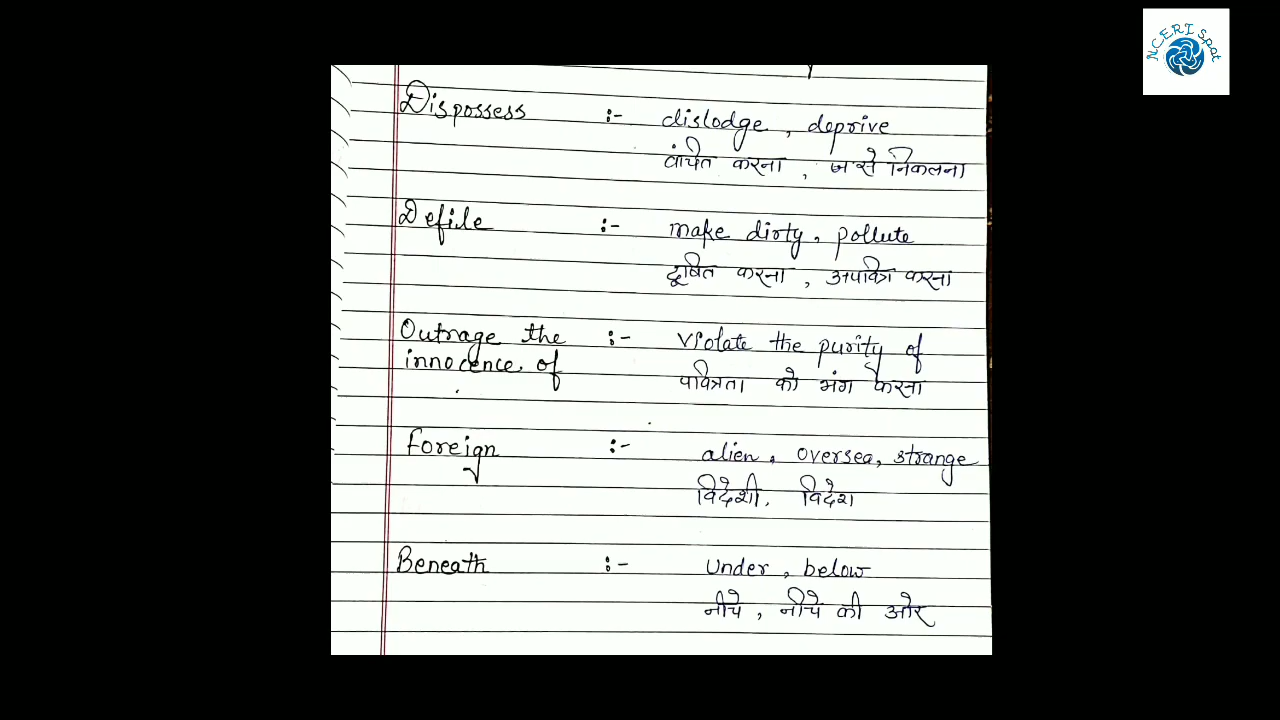 NCERT Spot
Dispossess :- dislodge, deprive
वंचित करना, से निकलना
Defile :- make dirty, pollute
दूषित करना, अपवित्र करना
Outrage the :- violate the purity of
innocence of
पवित्रता को भंग करना
Foreign :- alien, oversea, strange
विदेशी, विदेश
Beneath :- Under, below
नीचे, नीचे की ओर